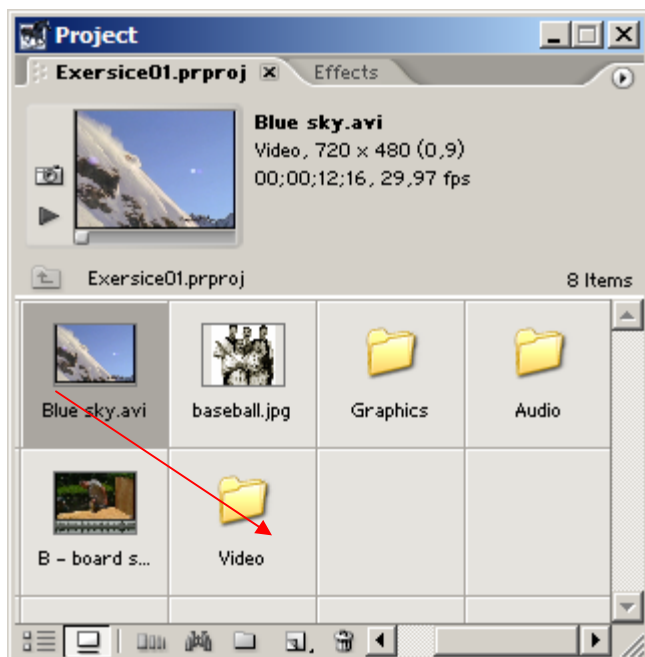 Project
Exersice01.prproj Effects
Blue sky.avi
Video, 720 x 480 (0,9)
00;00;12;16, 29,97 fps
Exersice01.prproj 8 Items
Blue sky.avi baseball.jpg Graphics Audio
B - board s... Video